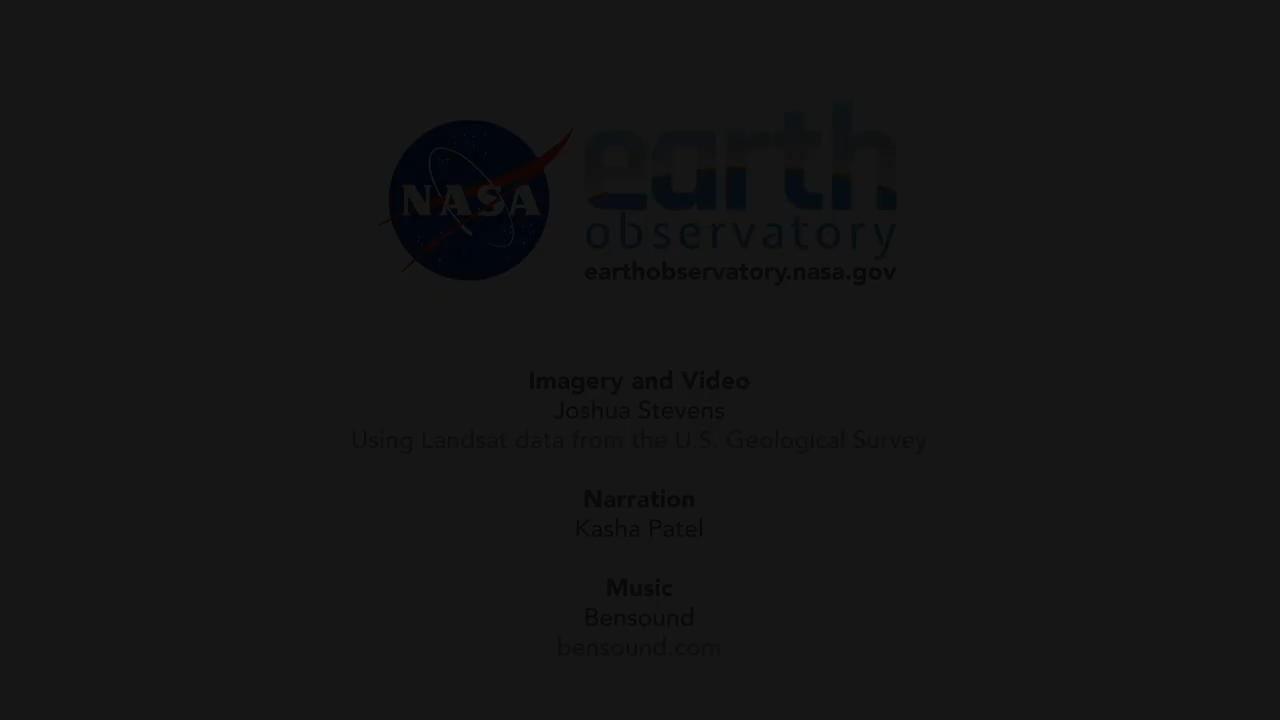 NASA
earth
observatory
earthobservatory.nasa.gov
Imagery and Video
Joshua Stevens
Using Landsat data from the U.S. Geological Survey
Narration
Kasha Patel
Music
Bensound
bensound.com